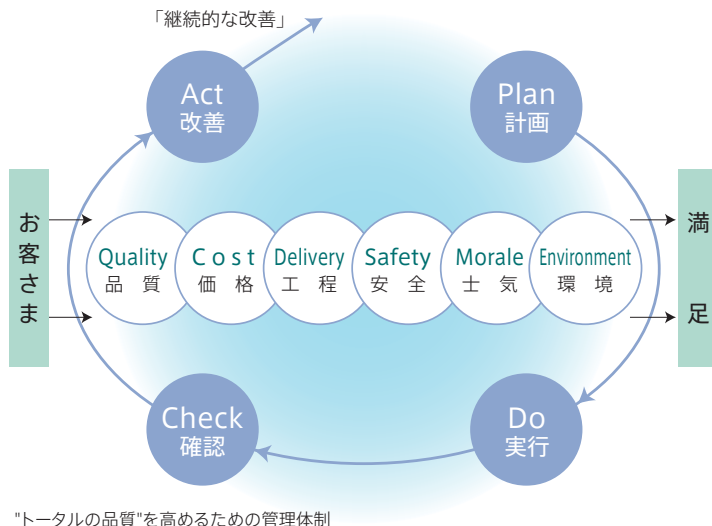 「継続的な改善」
Act
改善
Plan
計画
お客さま
Quality
品 質
Cost
価 格
Delivery
工 程
Safety
安 全
Morale
士 気
Environment
環 境
満 足
Check
確認
Do
実行
"トータルの品質"を高めるための管理体制